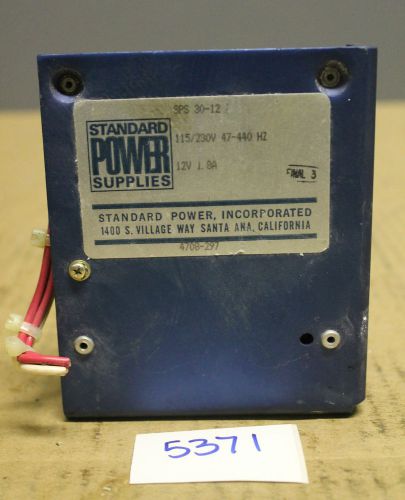 SPS 30-12
STANDARD
POWER
SUPPLIES
115/230V 47-440 HZ
12V 1.8A
FINAL 3
STANDARD POWER, INCORPORATED
1400 S. VILLAGE WAY SANTA ANA, CALIFORNIA
4708-297
5371